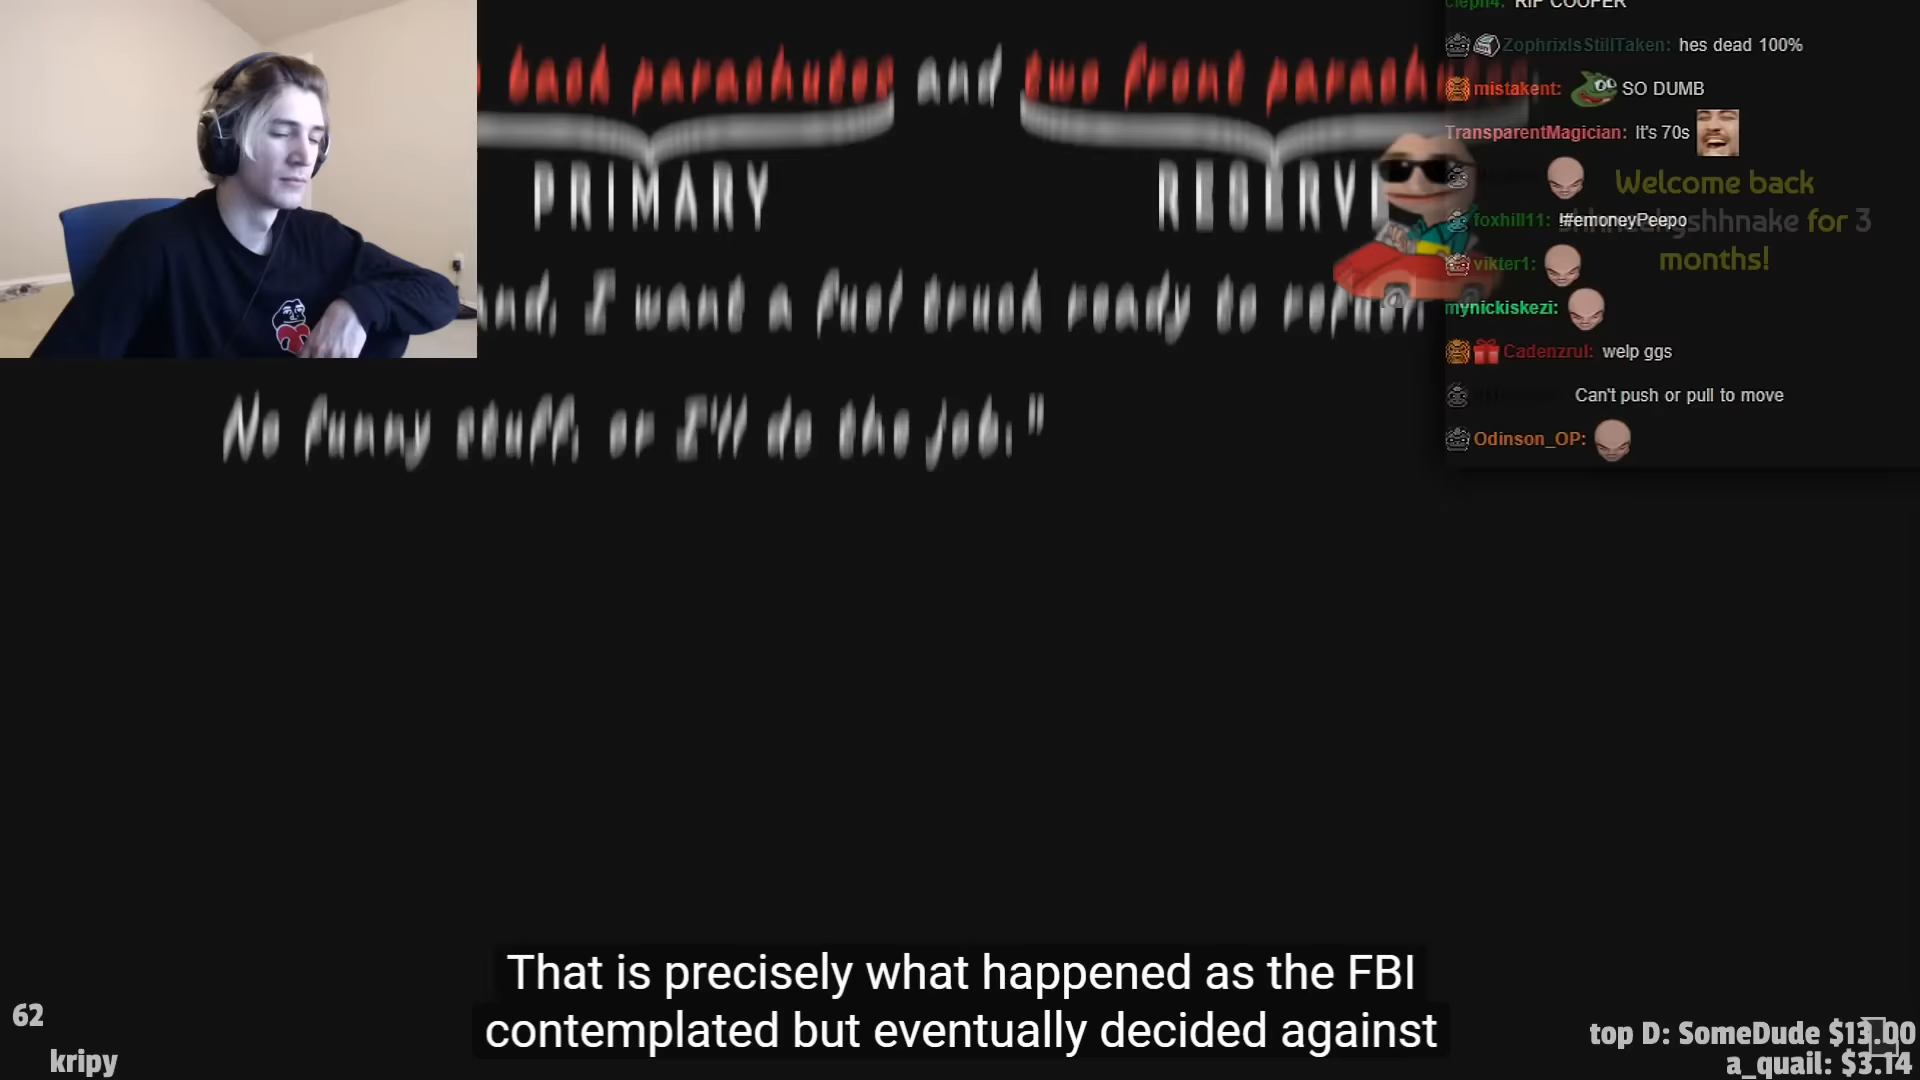 back parachutes and two front parachutes
PRIMARY
RESERVE
and, I want a fuel truck ready to refuel.
No funny stuff, or I'll do the job."
cleph4: RIP COOPER
ZophrixIsStillTaken: hes dead 100%
mistakent: SO DUMB
TransparentMagician: It's 70s
foxhill11: !#emoneyPeepo
vikter1:
mynickiskezi:
Cadenzrul: welp ggs
Can't push or pull to move
Odinson_OP:
Welcome back
for 3
months!
That is precisely what happened as the FBI
contemplated but eventually decided against
62
kripy
top D: SomeDude $13.00
a_quail: $3.14